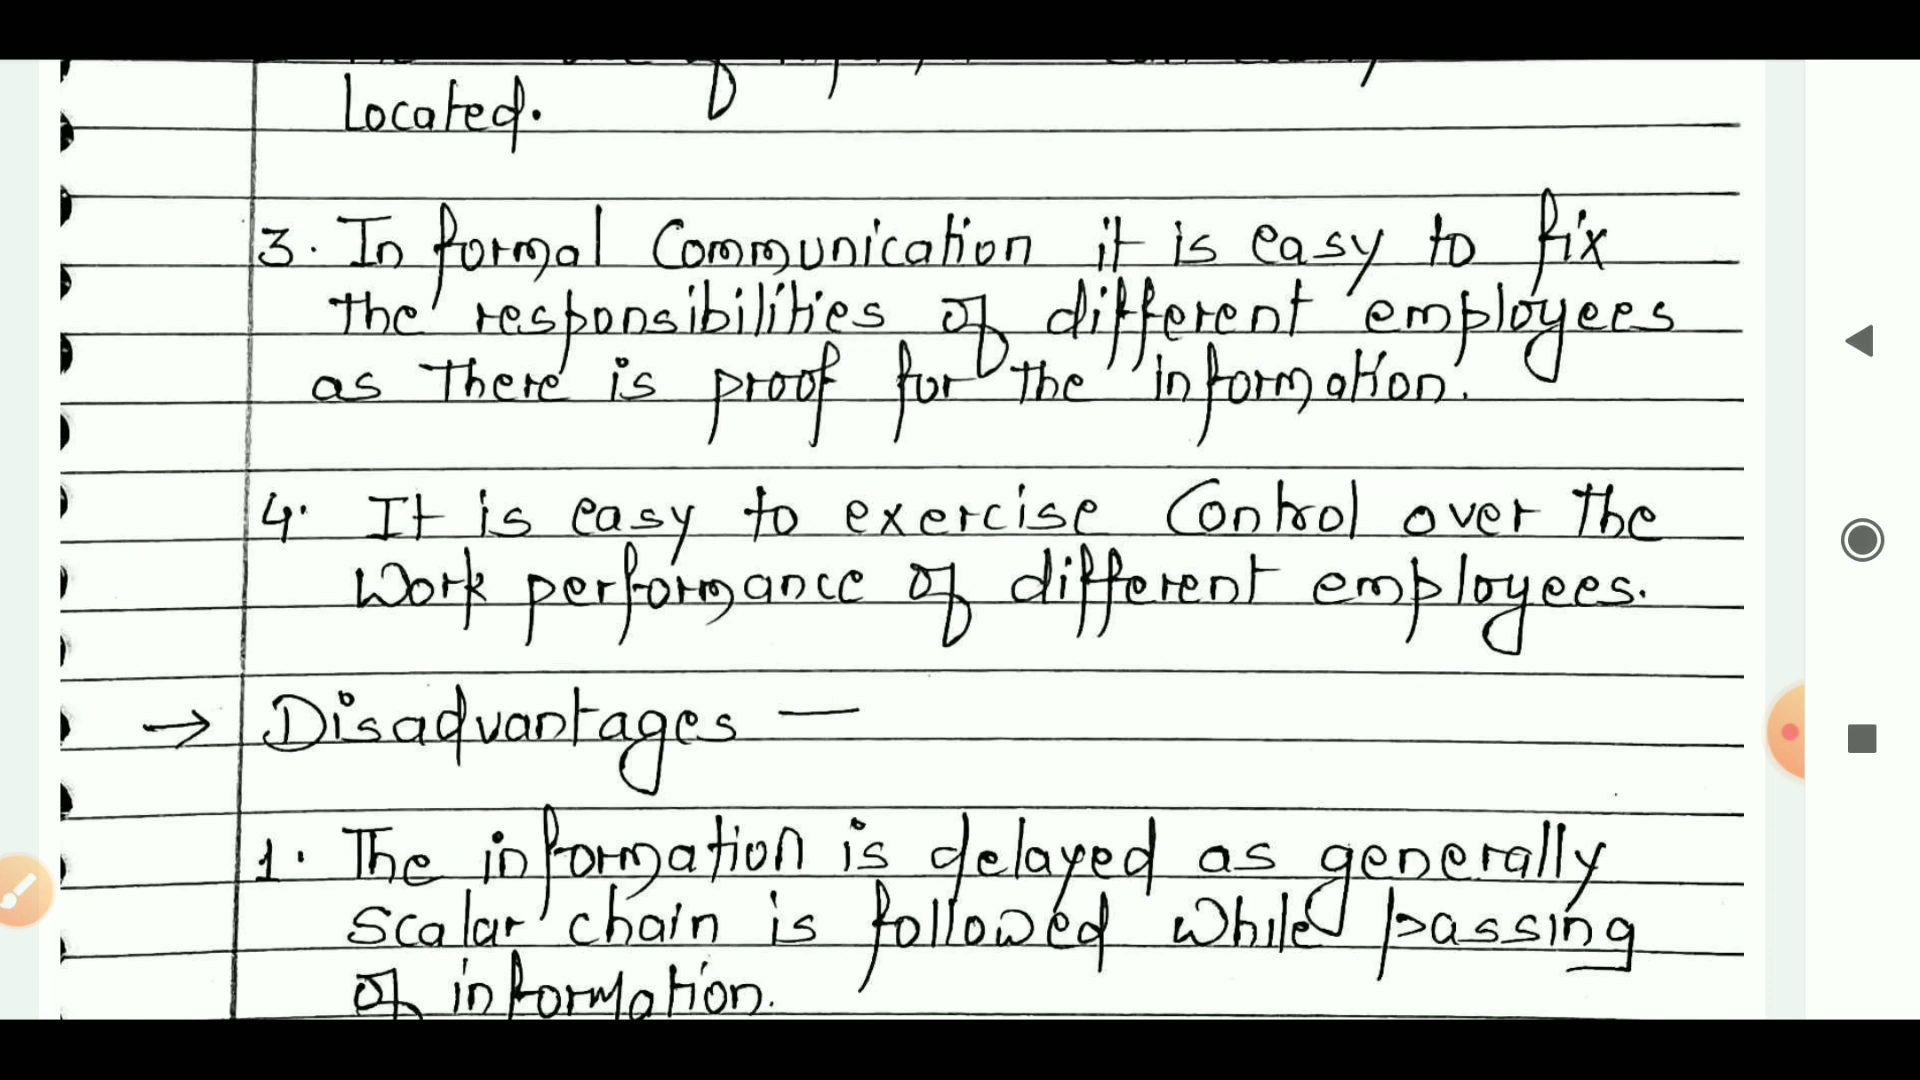 Located.
3. In formal Communication it is easy to fix
the responsibilities of different employees
as there is proof for the information.
4. It is easy to exercise Control over the
Work performance of different employees.
→ Disadvantages —
1. The information is delayed as generally
scalar chain is followed while passing
of information.